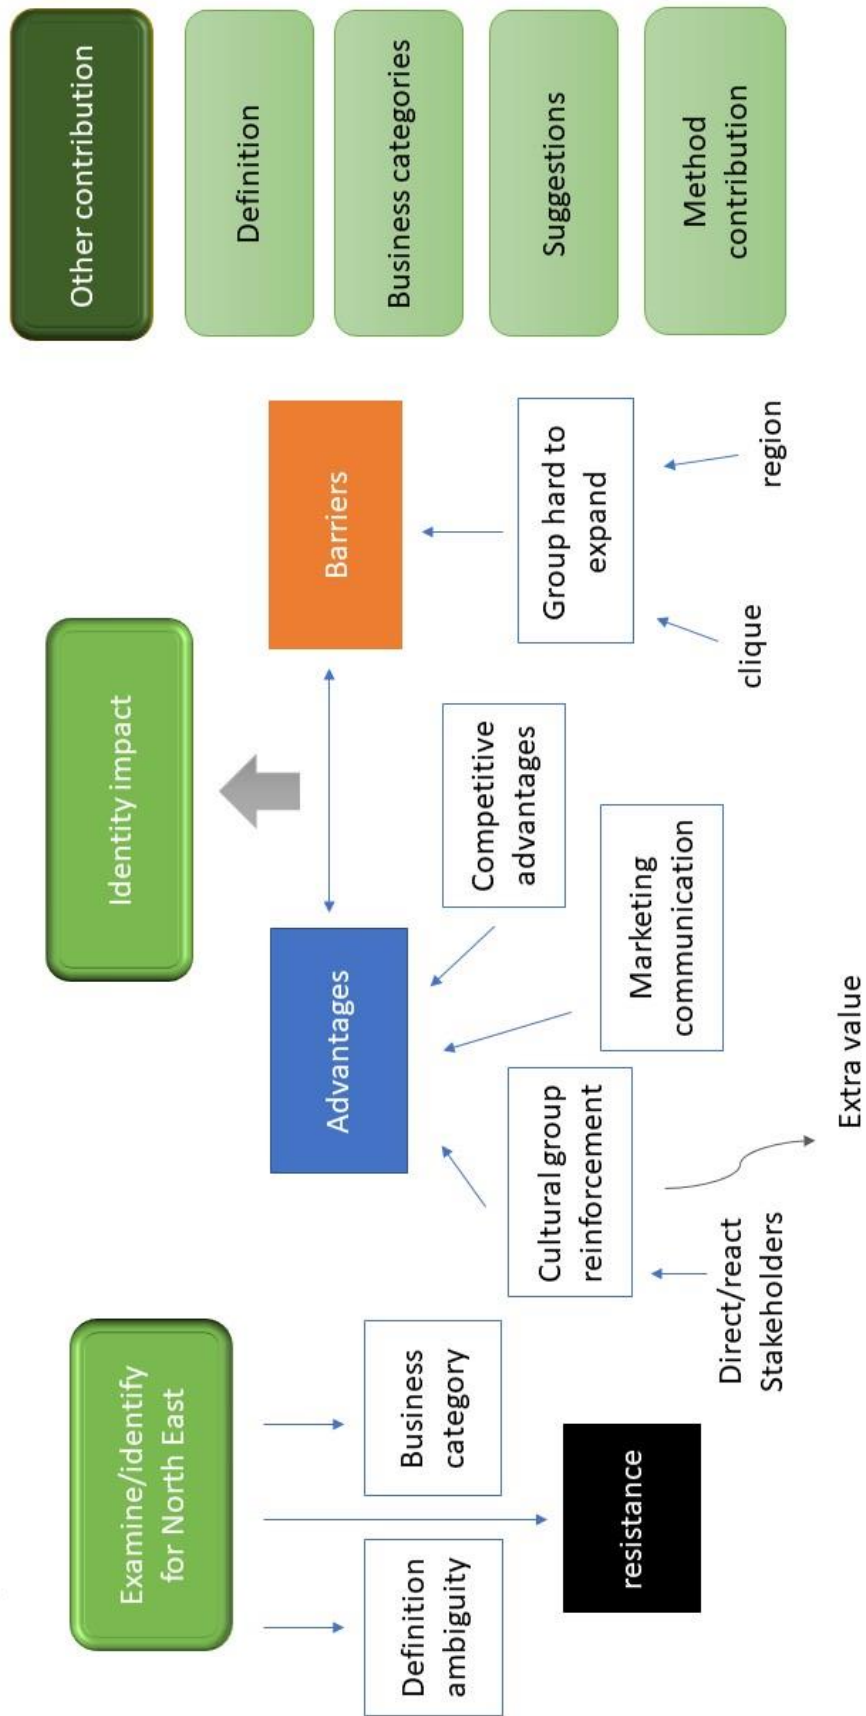 Examine/identify
for North East
Definition
ambiguity
Business
category
resistance
Identity impact
Advantages
Barriers
Cultural group
reinforcement
Marketing
communication
Competitive
advantages
Direct/react
Stakeholders
Extra value
Group hard to
expand
clique
region
Other contribution
Definition
Business categories
Suggestions
Method
contribution